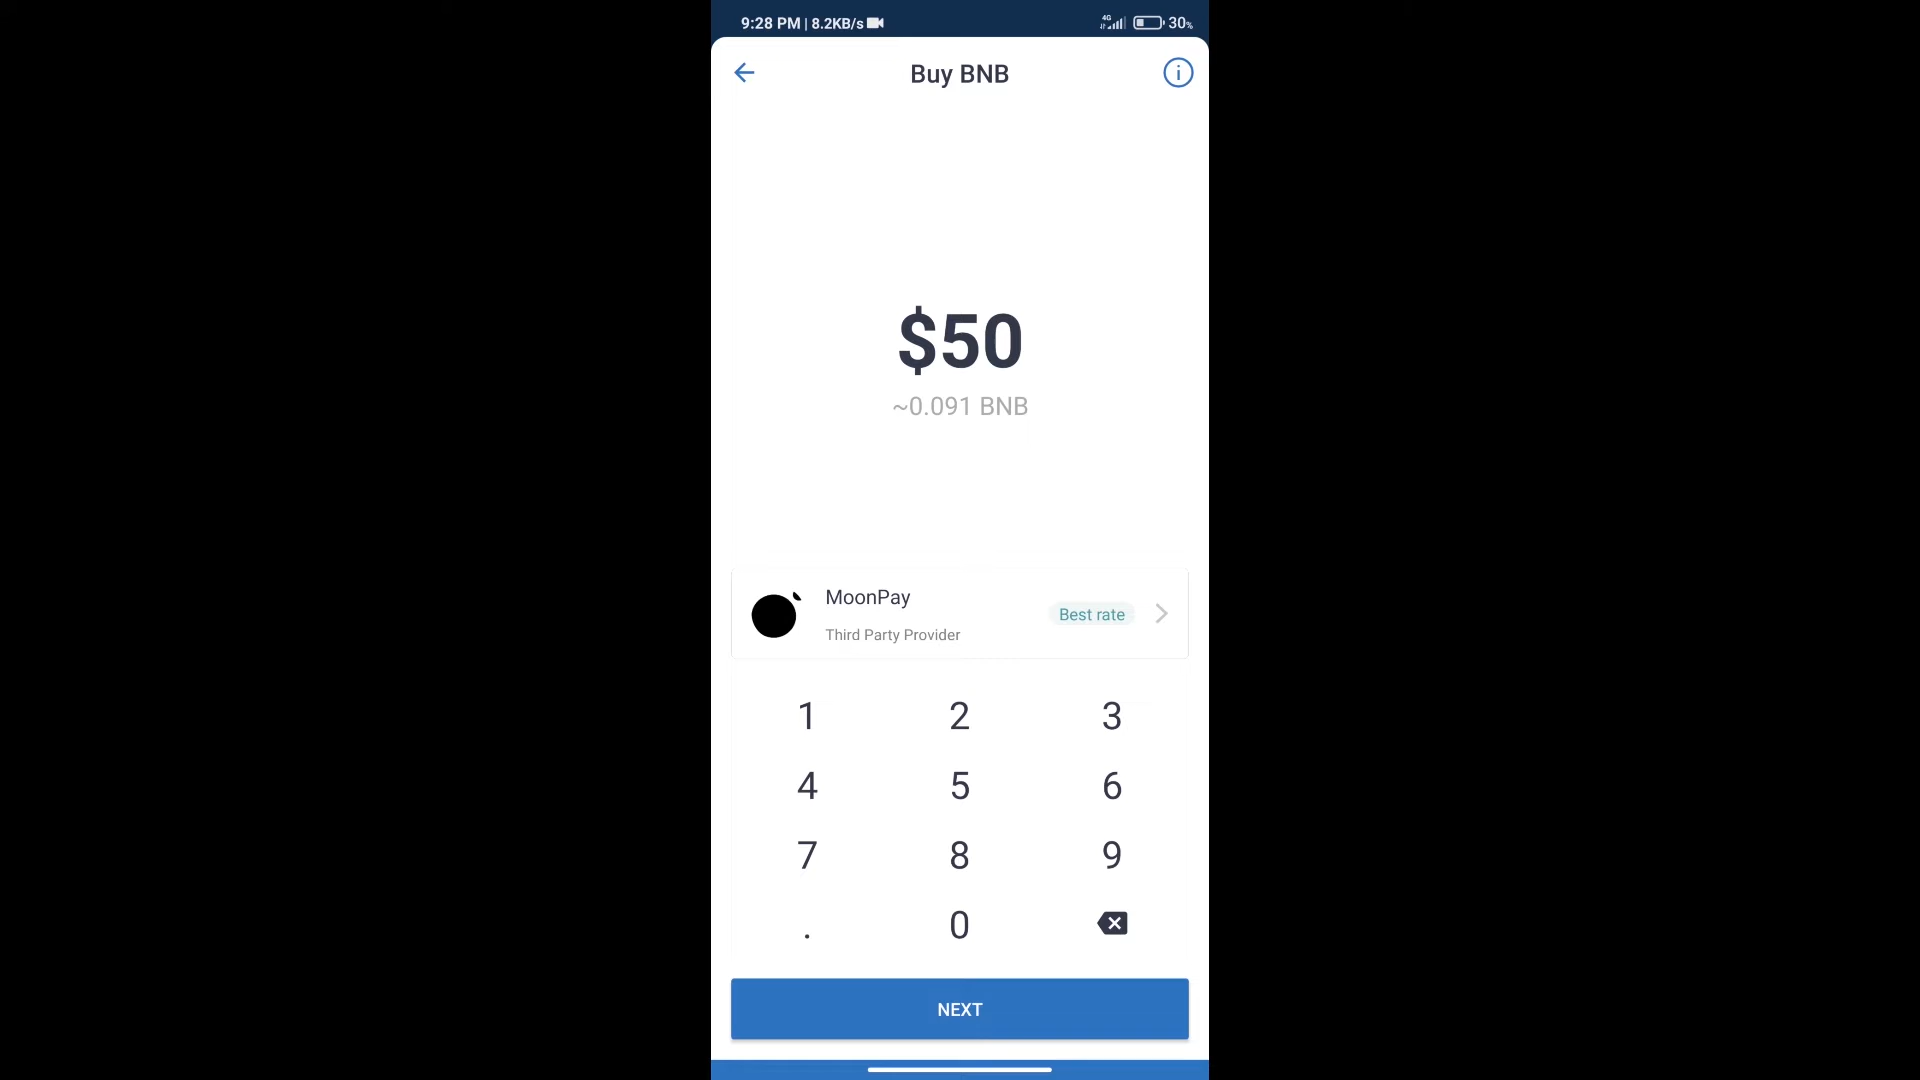 9:28 PM | 8.2KB/s 4G 30%
Buy BNB
$50
~0.091 BNB
MoonPay
Third Party Provider
Best rate
1 2 3
4 5 6
7 8 9
. 0
NEXT